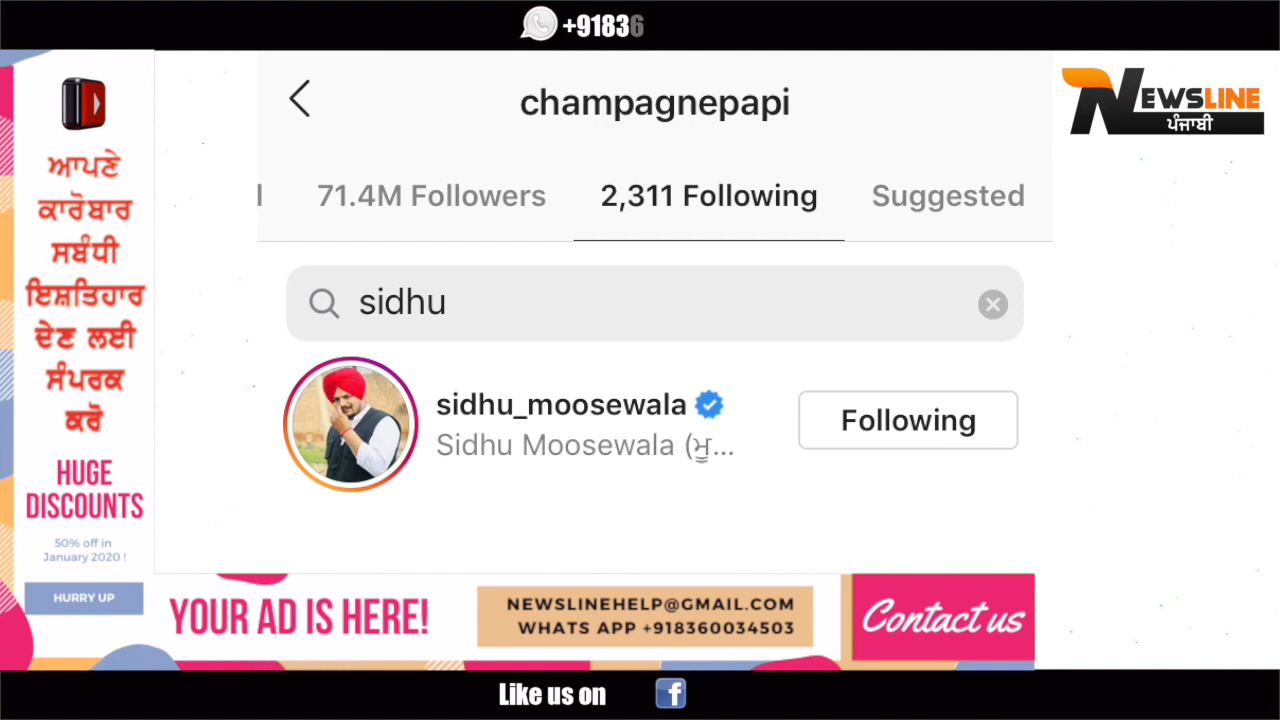 +91836
ਆਪਣੇ
ਕਾਰੋਬਾਰ
ਸਬੰਧੀ
ਇਸ਼ਤਿਹਾਰ
ਦੇਣ ਲਈ
ਸੰਪਰਕ
ਕਰੋ
HUGE
DISCOUNTS
50% off in
January 2020 !
HURRY UP
champagnepapi
71.4M Followers 2,311 Following Suggested
sidhu
sidhu_moosewala
Sidhu Moosewala (ਮੂ...
Following
NEWSLINE
ਪੰਜਾਬੀ
YOUR AD IS HERE!
NEWSLINEHELP@GMAIL.COM
WHATS APP +918360034503
Contact us
Like us on